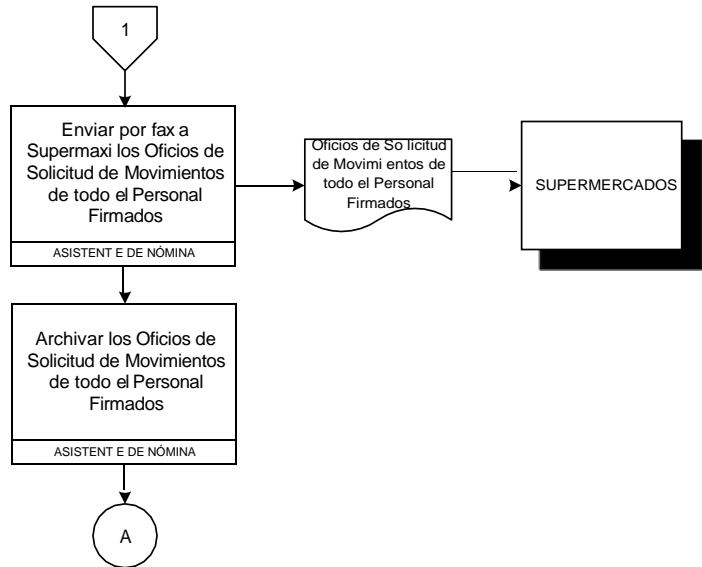 1
Enviar por fax a
Supermaxi los Oficios de
Solicitud de Movimientos
de todo el Personal
Firmados
ASISTENT E DE NÓMINA
Oficios de So licitud
de Movimi entos de
todo el Personal
Firmados
SUPERMERCADOS
Archivar los Oficios de
Solicitud de Movimientos
de todo el Personal
Firmados
ASISTENT E DE NÓMINA
A